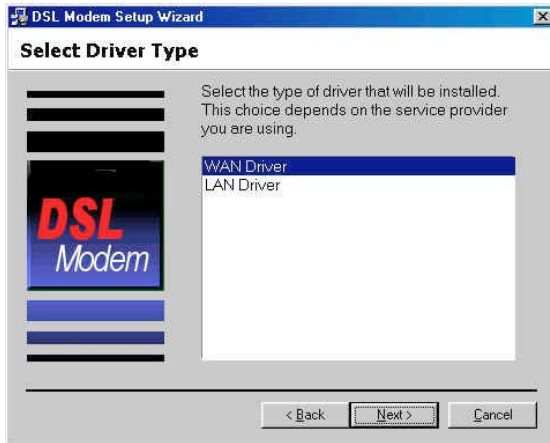 DSL Modem Setup Wizard
Select Driver Type
Select the type of driver that will be installed.
This choice depends on the service provider
you are using.
WAN Driver
LAN Driver
DSL
Modem
< Back
Next >
Cancel